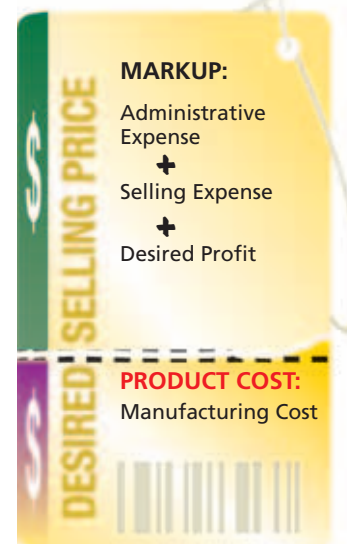 MARKUP:
Administrative
Expense
+
Selling Expense
+
Desired Profit
PRODUCT COST:
Manufacturing Cost
DESIRED SELLING PRICE
$
$